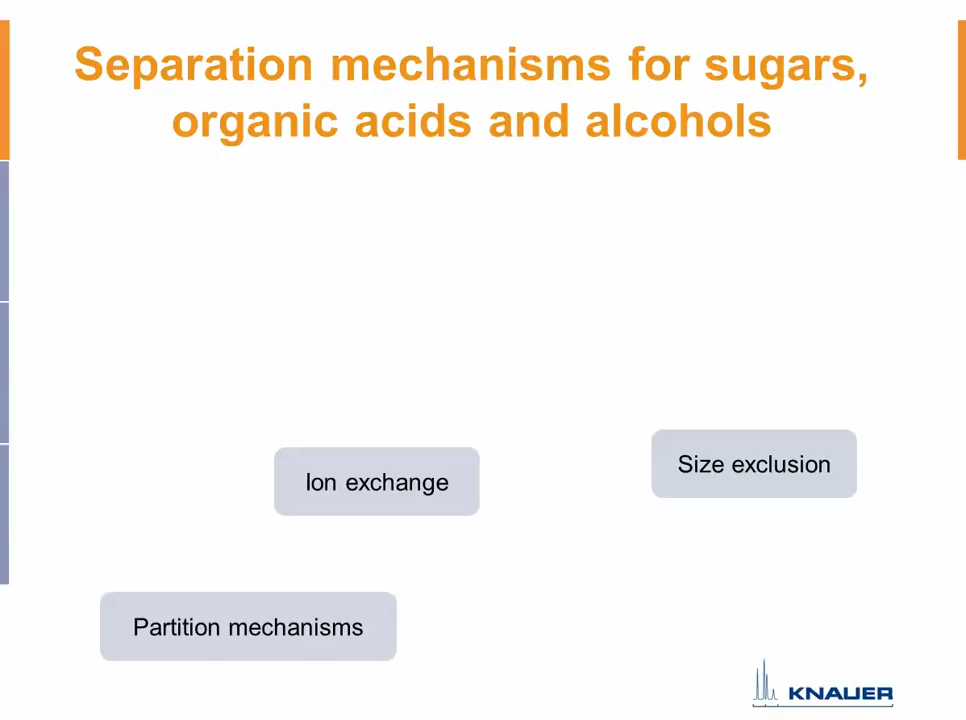 Separation mechanisms for sugars,
organic acids and alcohols
Size exclusion
Ion exchange
Partition mechanisms
KNAUER